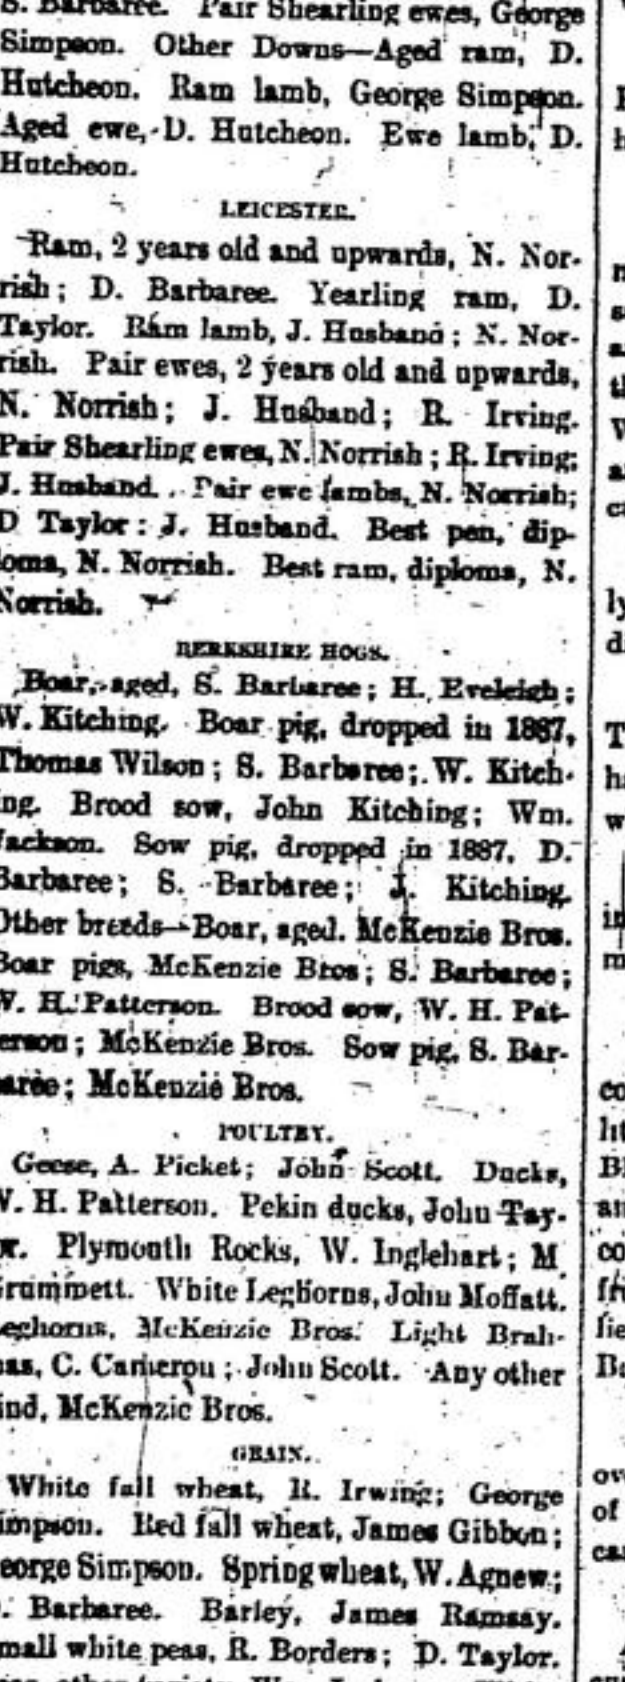 S. Barbaree. Pair Shearling ewes, George
Simpson. Other Downs—Aged ram, D.
Hutcheon. Ram lamb, George Simpson.
Aged ewe, D. Hutcheon. Ewe lamb, D.
Hutcheon.
LEICESTER.
Ram, 2 years old and upwards, N. Nor-
rish; D. Barbaree. Yearling ram, D.
Taylor. Ram lamb, J. Husband; N. Nor-
rish. Pair ewes, 2 years old and upwards,
N. Norrish; J. Husband; R. Irving.
Pair Shearling ewes, N. Norrish; R. Irving;
J. Husband. Pair ewe lambs, N. Norrish;
D Taylor: J. Husband. Best pen, dip-
loma, N. Norrish. Best ram, diploma, N.
Norrish.
BERKSHIRE HOGS.
Boar, aged, S. Barbaree; H. Eveleigh;
W. Kitching. Boar pig, dropped in 1887,
Thomas Wilson; S. Barbaree; W. Kitch-
ing. Brood sow, John Kitching; Wm.
Jackson. Sow pig, dropped in 1887, D.
Barbaree; S. Barbaree; J. Kitching.
Other breeds—Boar, aged. McKenzie Bros.
Boar pigs, McKenzie Bros; S. Barbaree;
W. H. Patterson. Brood sow, W. H. Pat-
erson; McKenzie Bros. Sow pig, S. Bar-
baree; McKenzie Bros.
POULTRY.
Geese, A. Picket; John Scott. Ducks,
W. H. Patterson. Pekin ducks, John Tay-
or. Plymouth Rocks, W. Inglehart; M
Grummett. White Leghorns, John Moffatt.
Leghorns, McKenzie Bros. Light Brah-
mas, C. Cameron; John Scott. Any other
kind, McKenzie Bros.
GRAIN.
White fall wheat, R. Irwing; George
Simpson. Red fall wheat, James Gibbon;
George Simpson. Spring wheat, W. Agnew;
. Barbaree. Barley, James Ramsay.
Small white peas, R. Borders; D. Taylor.